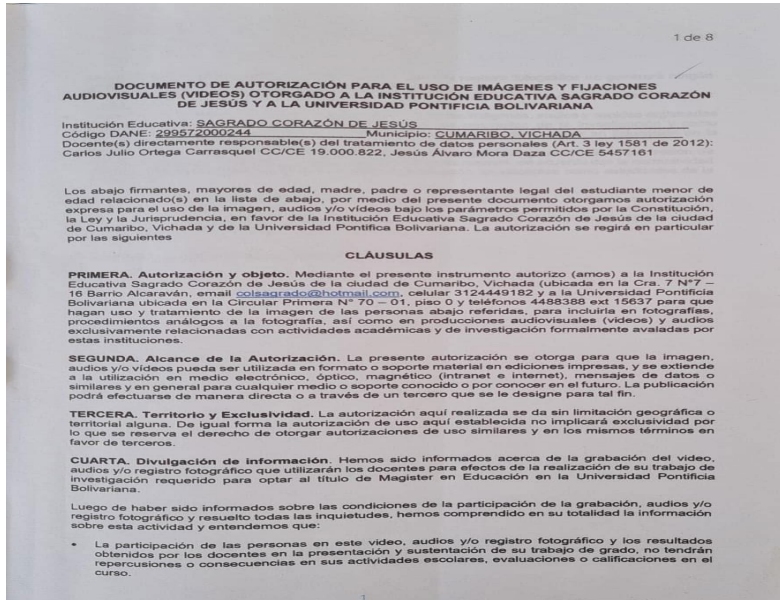 1 de 8
DOCUMENTO DE AUTORIZACIÓN PARA EL USO DE IMÁGENES Y FIJACIONES
AUDIOVISUALES (VIDEOS) OTORGADO A LA INSTITUCIÓN EDUCATIVA SAGRADO CORAZÓN
DE JESÚS Y A LA UNIVERSIDAD PONTIFICIA BOLIVARIANA
Institución Educativa: SAGRADO CORAZÓN DE JESÚS
Código DANE: 299572000244 Municipio: CUMARIBO, VICHADA
Docente(s) directamente responsable(s) del tratamiento de datos personales (Art. 3 ley 1581 de 2012):
Carlos Julio Ortega Carrasquel CC/CE 19.000.822, Jesús Álvaro Mora Daza CC/CE 5457161
Los abajo firmantes, mayores de edad, madre, padre o representante legal del estudiante menor de
edad relacionado(s) en la lista de abajo, por medio del presente documento otorgamos autorización
expresa para el uso de la imagen, audios y/o vídeos bajo los parámetros permitidos por la Constitución,
la Ley y la Jurisprudencia, en favor de la Institución Educativa Sagrado Corazón de Jesús de la ciudad
de Cumaribo, Vichada y de la Universidad Pontifica Bolivariana. La autorización se regirá en particular
por las siguientes
CLÁUSULAS
PRIMERA. Autorización y objeto. Mediante el presente instrumento autorizo (amos) a la Institución
Educativa Sagrado Corazón de Jesús de la ciudad de Cumaribo, Vichada (ubicada en la Cra. 7 N°7 –
16 Barrio Alcaraván, email colsagrado@hotmail.com, celular 3124449182 y a la Universidad Pontificia
Bolivariana ubicada en la Circular Primera N° 70 – 01, piso 0 y teléfonos 4488388 ext 15637 para que
hagan uso y tratamiento de la imagen de las personas abajo referidas, para incluirla en fotografías,
procedimientos análogos a la fotografía, así como en producciones audiovisuales (videos) y audios
exclusivamente relacionadas con actividades académicas y de investigación formalmente avaladas por
estas instituciones.
SEGUNDA. Alcance de la Autorización. La presente autorización se otorga para que la imagen,
audios y/o vídeos pueda ser utilizada en formato o soporte material en ediciones impresas, y se extiende
a la utilización en medio electrónico, óptico, magnético (intranet e internet), mensajes de datos o
similares y en general para cualquier medio o soporte conocido o por conocer en el futuro. La publicación
podrá efectuarse de manera directa o a través de un tercero que se le designe para tal fin.
TERCERA. Territorio y Exclusividad. La autorización aquí realizada se da sin limitación geográfica o
territorial alguna. De igual forma la autorización de uso aquí establecida no implicará exclusividad por
lo que se reserva el derecho de otorgar autorizaciones de uso similares y en los mismos términos en
favor de terceros.
CUARTA. Divulgación de información. Hemos sido informados acerca de la grabación del video,
audios y/o registro fotográfico que utilizarán los docentes para efectos de la realización de su trabajo de
investigación requerido para optar al título de Magister en Educación en la Universidad Pontificia
Bolivariana.
Luego de haber sido informados sobre las condiciones de la participación de la grabación, audios y/o
registro fotográfico y resuelto todas las inquietudes, hemos comprendido en su totalidad la información
sobre esta actividad y entendemos que:
• La participación de las personas en este video, audios y/o registro fotográfico y los resultados
obtenidos por los docentes en la presentación y sustentación de su trabajo de grado, no tendrán
repercusiones o consecuencias en sus actividades escolares, evaluaciones o calificaciones en el
curso.
1